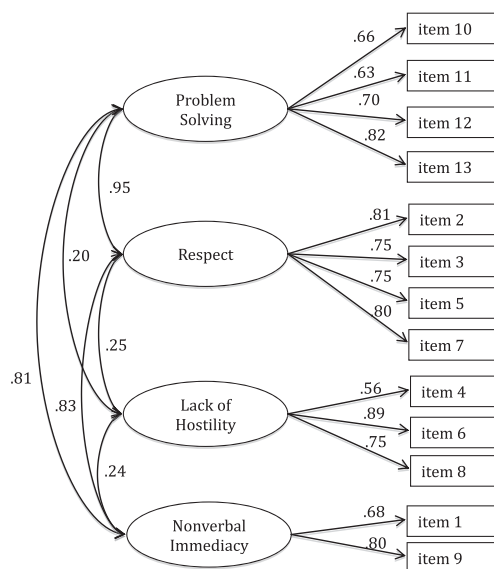 .66
item 10
.63
item 11
Problem
Solving
.70
item 12
.82
item 13
.95
.81
item 2
.20
Respect
.75
item 3
.75
item 5
.80
item 7
.25
.81
.83
.56
item 4
Lack of
Hostility
.89
item 6
.75
item 8
.24
.68
item 1
Nonverbal
Immediacy
.80
item 9